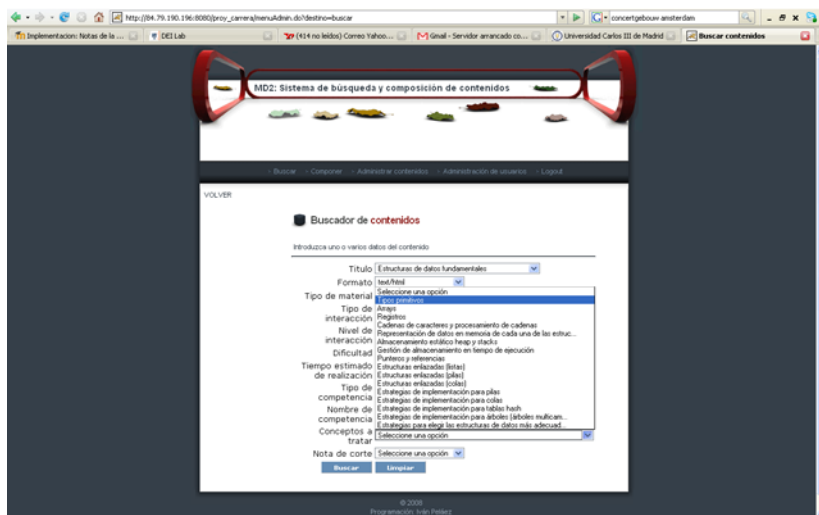 http://84.79.190.196:8080/proy_carrera/menuAdmin.do?destino=buscar
concertgebouw amsterdam
Implementacion: Notas de la ...
DEI Lab
(414 no leídos) Correo Yahoo...
Gmail - Servidor arrancado co...
Universidad Carlos III de Madrid
Buscar contenidos
MD2: Sistema de búsqueda y composición de contenidos
Buscar
Componer
Administrar contenidos
Administración de usuarios
Logout
VOLVER
Buscador de contenidos
Introduzca uno o varios datos del contenido
Título Estructuras de datos fundamentales
Formato text/html
Tipo de material
Tipo de interacción
Nivel de interacción
Dificultad
Tiempo estimado de realización
Tipo de competencia
Nombre de competencia
Seleccione una opción
Tipos primitivos
Arrays
Registros
Cadenas de caracteres y procesamiento de cadenas
Representación de datos en memoria de cada una de las estruc...
Almacenamiento estático heap y stacks
Gestión de almacenamiento en tiempo de ejecución
Punteros y referencias
Estructuras enlazadas (listas)
Estructuras enlazadas (pilas)
Estructuras enlazadas (colas)
Estrategias de implementación para pilas
Estrategias de implementación para colas
Estrategias de implementación para tablas hash
Estrategias de implementación para árboles (árboles multicam...
Estrategias para elegir las estructuras de datos más adecuad...
Conceptos a tratar Seleccione una opción
Nota de corte Seleccione una opción
Buscar
Limpiar
© 2008
Programación: Iván Peláez